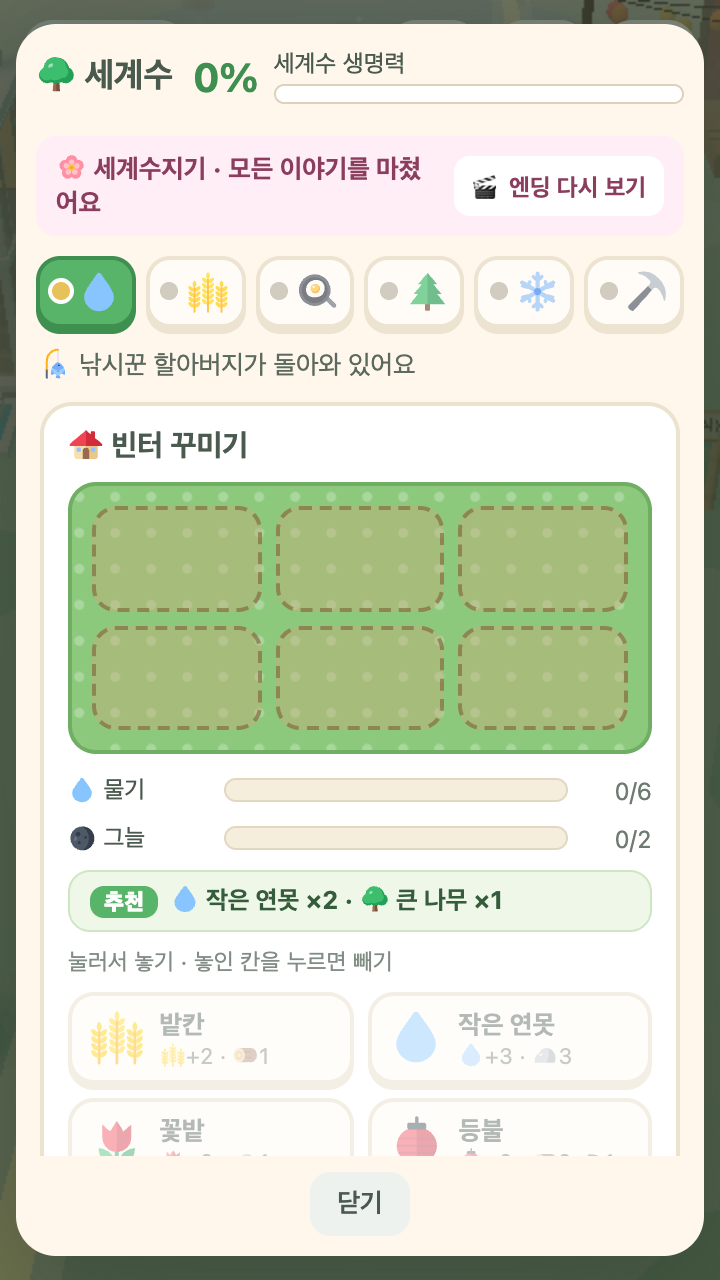 세계수 0% 세계수 생명력
세계수지기 · 모든 이야기를 마쳤
어요
엔딩 다시 보기
낚시꾼 할아버지가 돌아와 있어요
빈터 꾸미기
물기 0/6
그늘 0/2
추천 작은 연못 ×2 · 큰 나무 ×1
눌러서 놓기 · 놓인 칸을 누르면 빼기
밭칸
+2 · 1
작은 연못
+3 · 3
꽃밭
등불
닫기